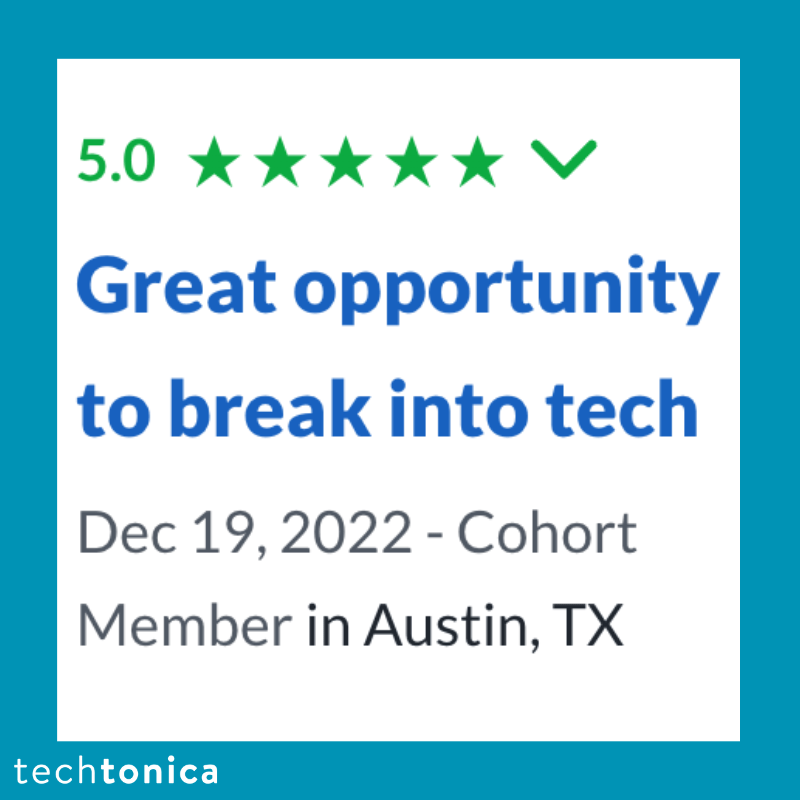 5.0 ★★★★★
Great opportunity
to break into tech
Dec 19, 2022 - Cohort
Member in Austin, TX
techtonica